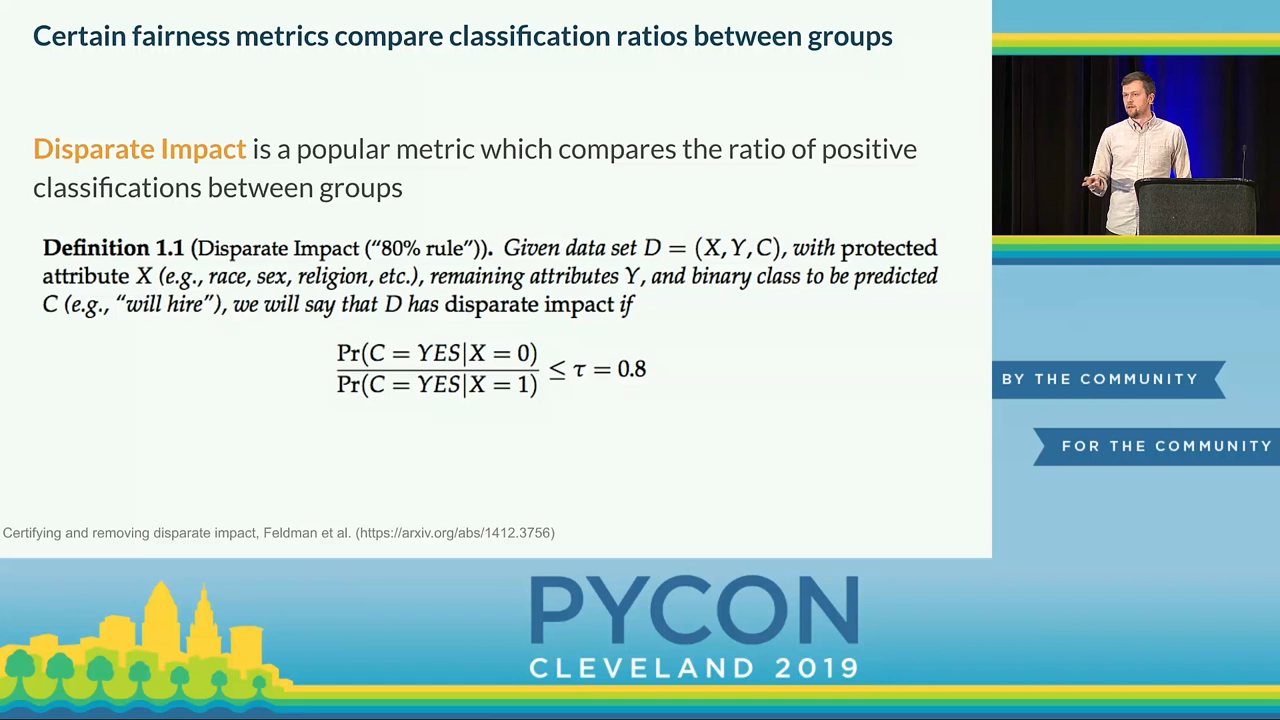 Certain fairness metrics compare classification ratios between groups
Disparate Impact is a popular metric which compares the ratio of positive
classifications between groups
Definition 1.1 (Disparate Impact (“80% rule”)). Given data set D = (X, Y, C), with protected
attribute X (e.g., race, sex, religion, etc.), remaining attributes Y, and binary class to be predicted
C (e.g., “will hire”), we will say that D has disparate impact if
Pr(C = YES|X = 0)
Pr(C = YES|X = 1)
≤ τ = 0.8
BY THE COMMUNITY
FOR THE COMMUNITY
Certifying and removing disparate impact, Feldman et al. (https://arxiv.org/abs/1412.3756)
PYCON
CLEVELAND 2019